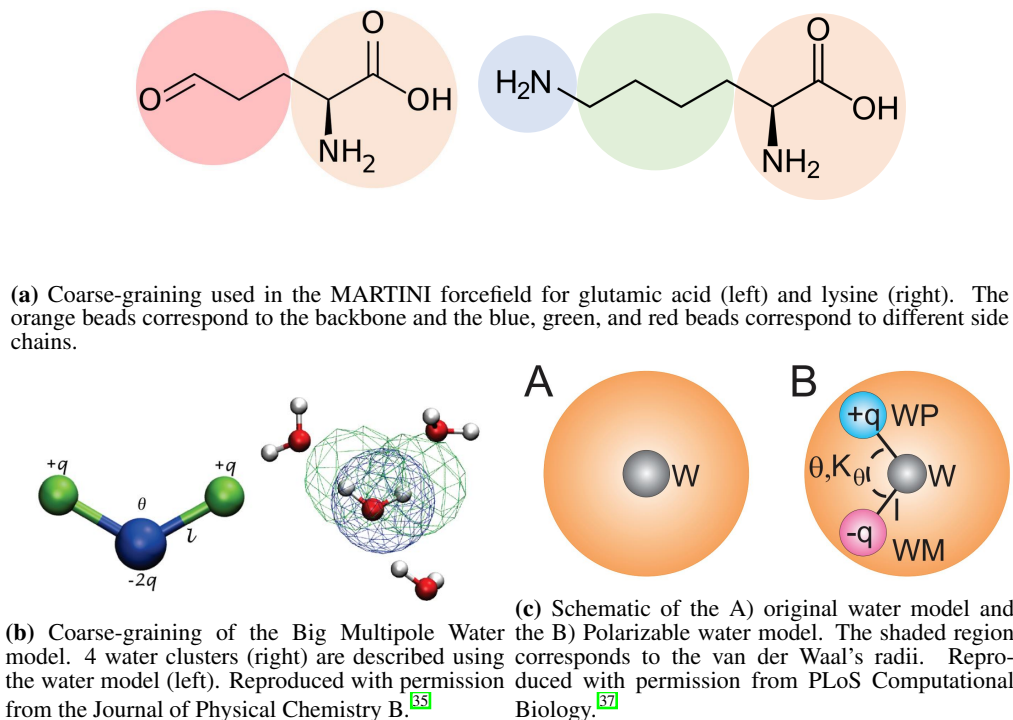 O
O
OH
NH2
H2N
O
OH
NH2
(a) Coarse-graining used in the MARTINI forcefield for glutamic acid (left) and lysine (right). The
orange beads correspond to the backbone and the blue, green, and red beads correspond to different side
chains.
+q
+q
θ
l
-2q
(b) Coarse-graining of the Big Multipole Water
model. 4 water clusters (right) are described using
the water model (left). Reproduced with permission
from the Journal of Physical Chemistry B.35
A
W
B
+q WP
θ,Kθ
W
l
-q
WM
(c) Schematic of the A) original water model and
the B) Polarizable water model. The shaded region
corresponds to the van der Waal's radii. Repro-
duced with permission from PLoS Computational
Biology.37